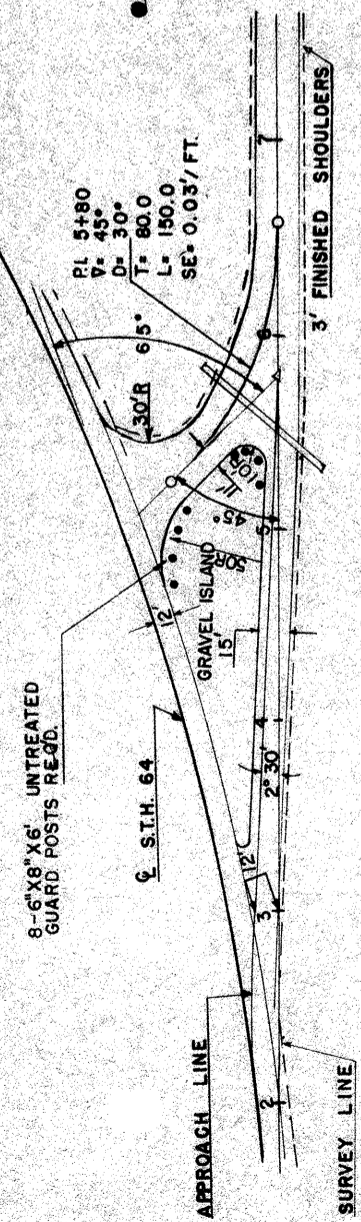 8-6"X8"X6' UNTREATED
GUARD POSTS REQ'D.
P.I. 5+80
∇= 45°
D= 30°
T= 80.0
L= 150.0
SE= 0.03'/FT.
30'R
65°
12'
℄ S.T.H. 64
GRAVEL ISLAND
50R
11'
10R
45°
15'
12'
2° 30'
2
3
4
5
6
7
APPROACH LINE
SURVEY LINE
3' FINISHED SHOULDERS